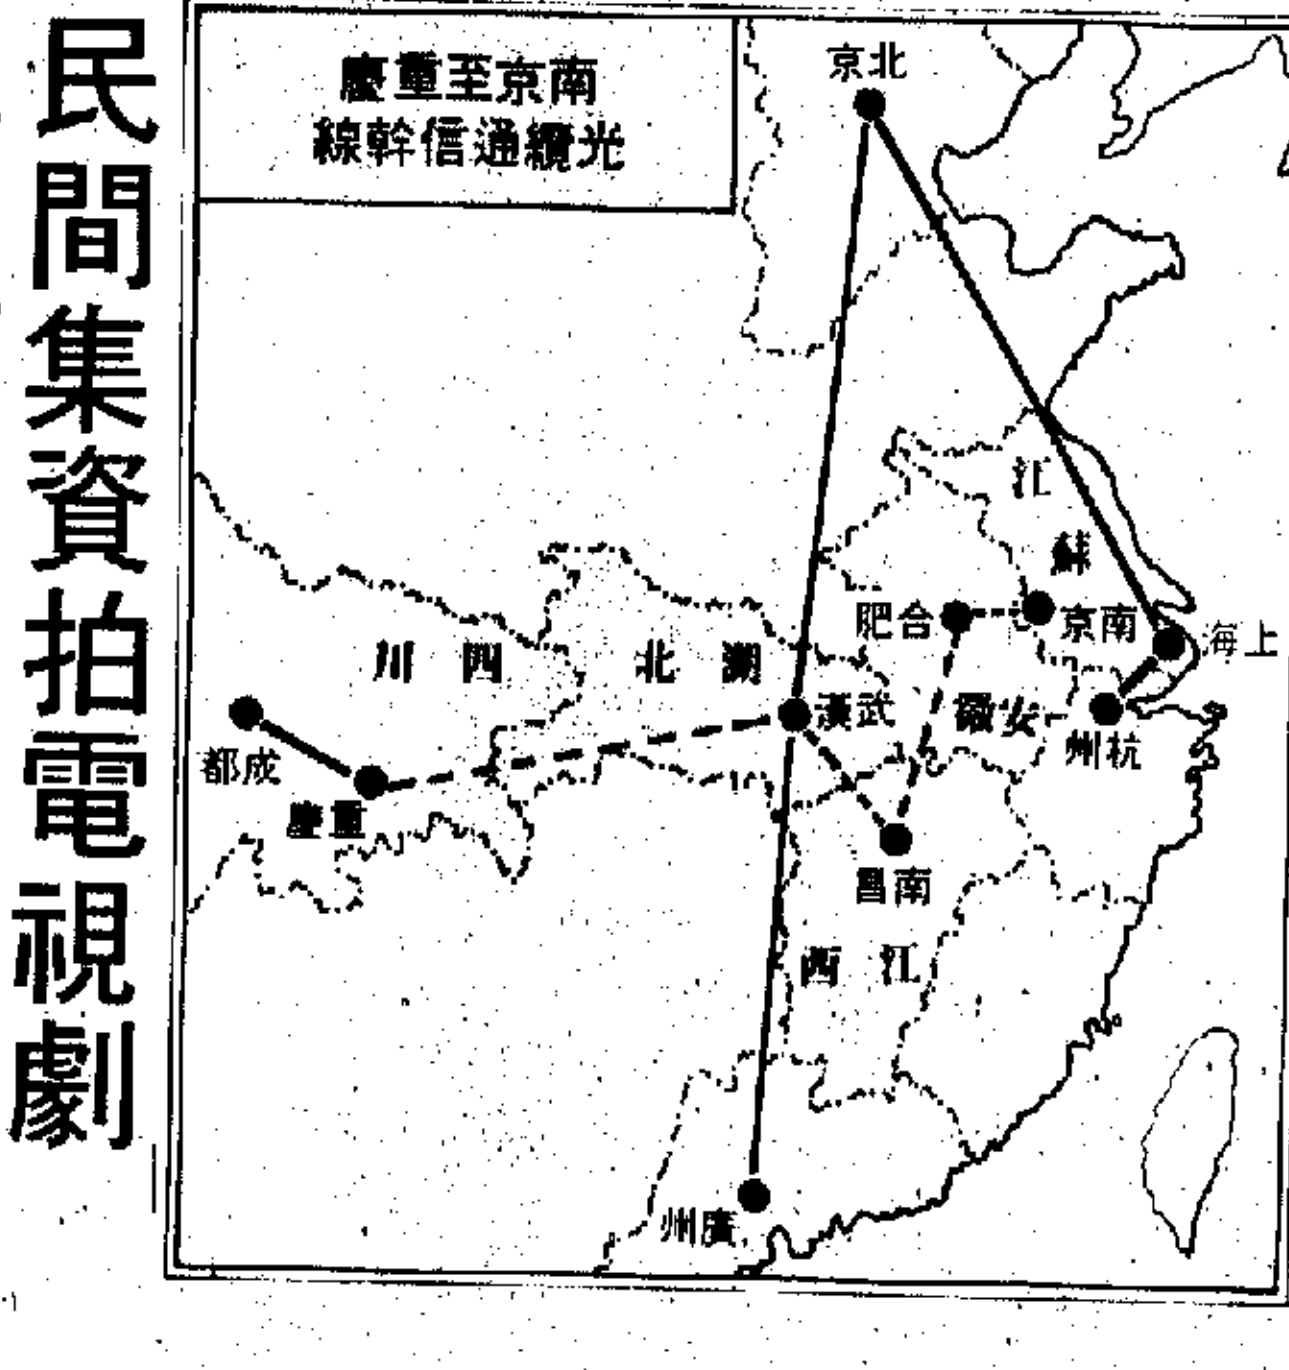 民間集資拍電視劇
南京至重慶
光纜通信幹線
北京
江蘇
合肥
南京
上海
四川
湖北
武漢
安徽
杭州
成都
重慶
南昌
江西
廣州